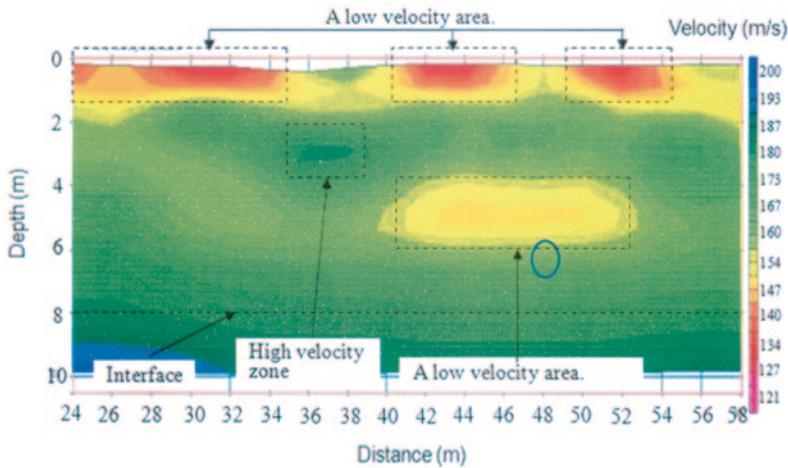 A low velocity area.
Velocity (m/s)
0
2
4
6
8
10
Depth (m)
200
193
187
180
173
167
160
154
147
140
134
127
121
Interface
High velocity
zone
A low velocity area.
24 26 28 30 32 34 36 38 40 42 44 46 48 50 52 54 56 58
Distance (m)